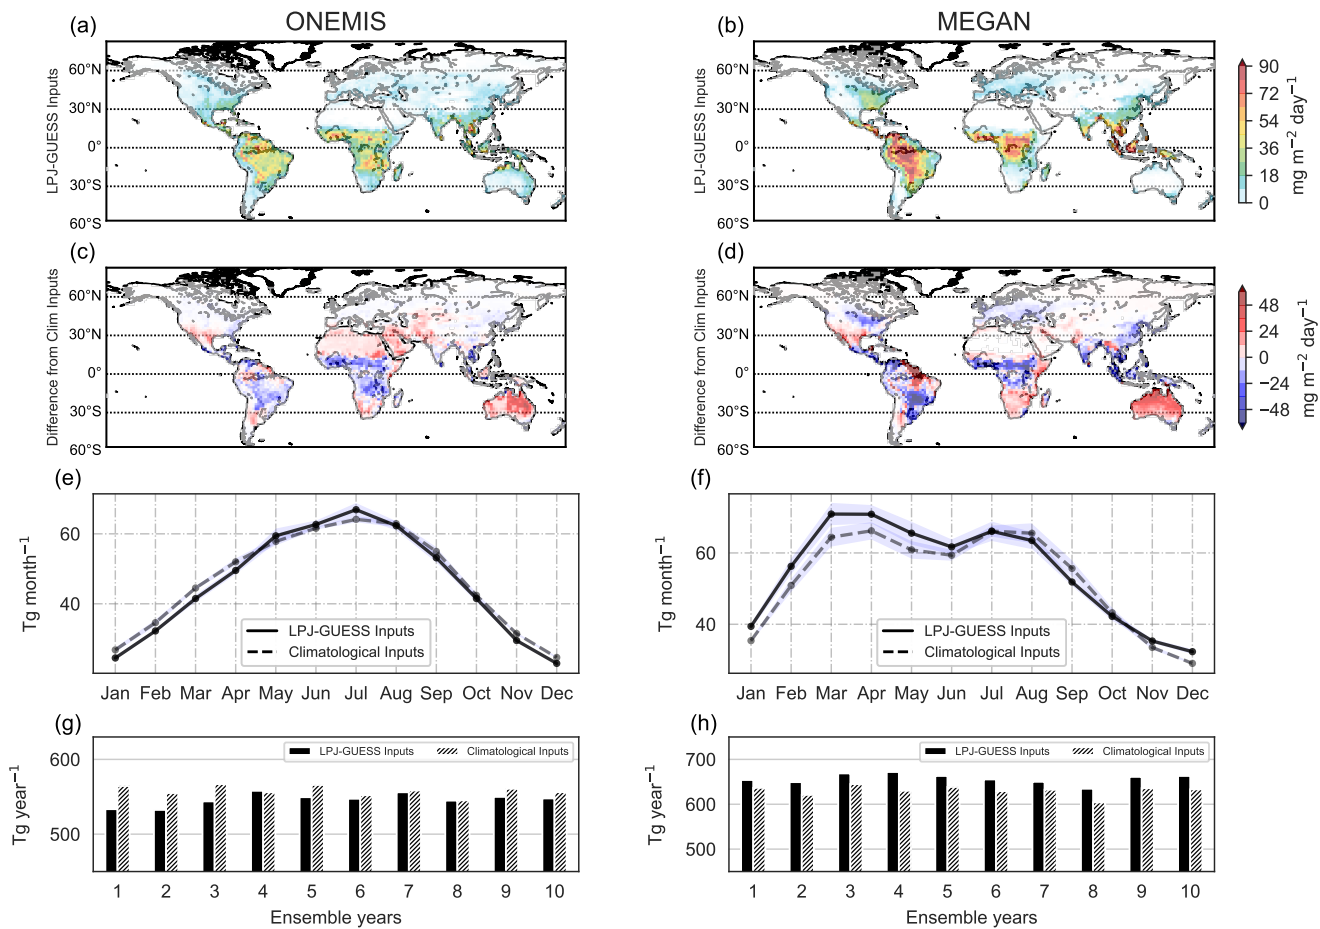 ONEMIS
MEGAN
(a)
(b)
LPJ-GUESS Inputs
60°N
30°N
0°
30°S
60°S
LPJ-GUESS Inputs
60°N
30°N
0°
30°S
60°S
90
72
54
36
18
0
mg m−2 day−1
(c)
(d)
Difference from Clim Inputs
60°N
30°N
0°
30°S
60°S
Difference from Clim Inputs
60°N
30°N
0°
30°S
60°S
48
24
0
−24
−48
mg m−2 day−1
(e)
Tg month−1
60
40
LPJ-GUESS Inputs
Climatological Inputs
Jan Feb Mar Apr May Jun Jul Aug Sep Oct Nov Dec
(f)
Tg month−1
60
40
LPJ-GUESS Inputs
Climatological Inputs
Jan Feb Mar Apr May Jun Jul Aug Sep Oct Nov Dec
(g)
Tg year−1
600
500
LPJ-GUESS Inputs Climatological Inputs
1 2 3 4 5 6 7 8 9 10
Ensemble years
(h)
Tg year−1
700
600
500
LPJ-GUESS Inputs Climatological Inputs
1 2 3 4 5 6 7 8 9 10
Ensemble years